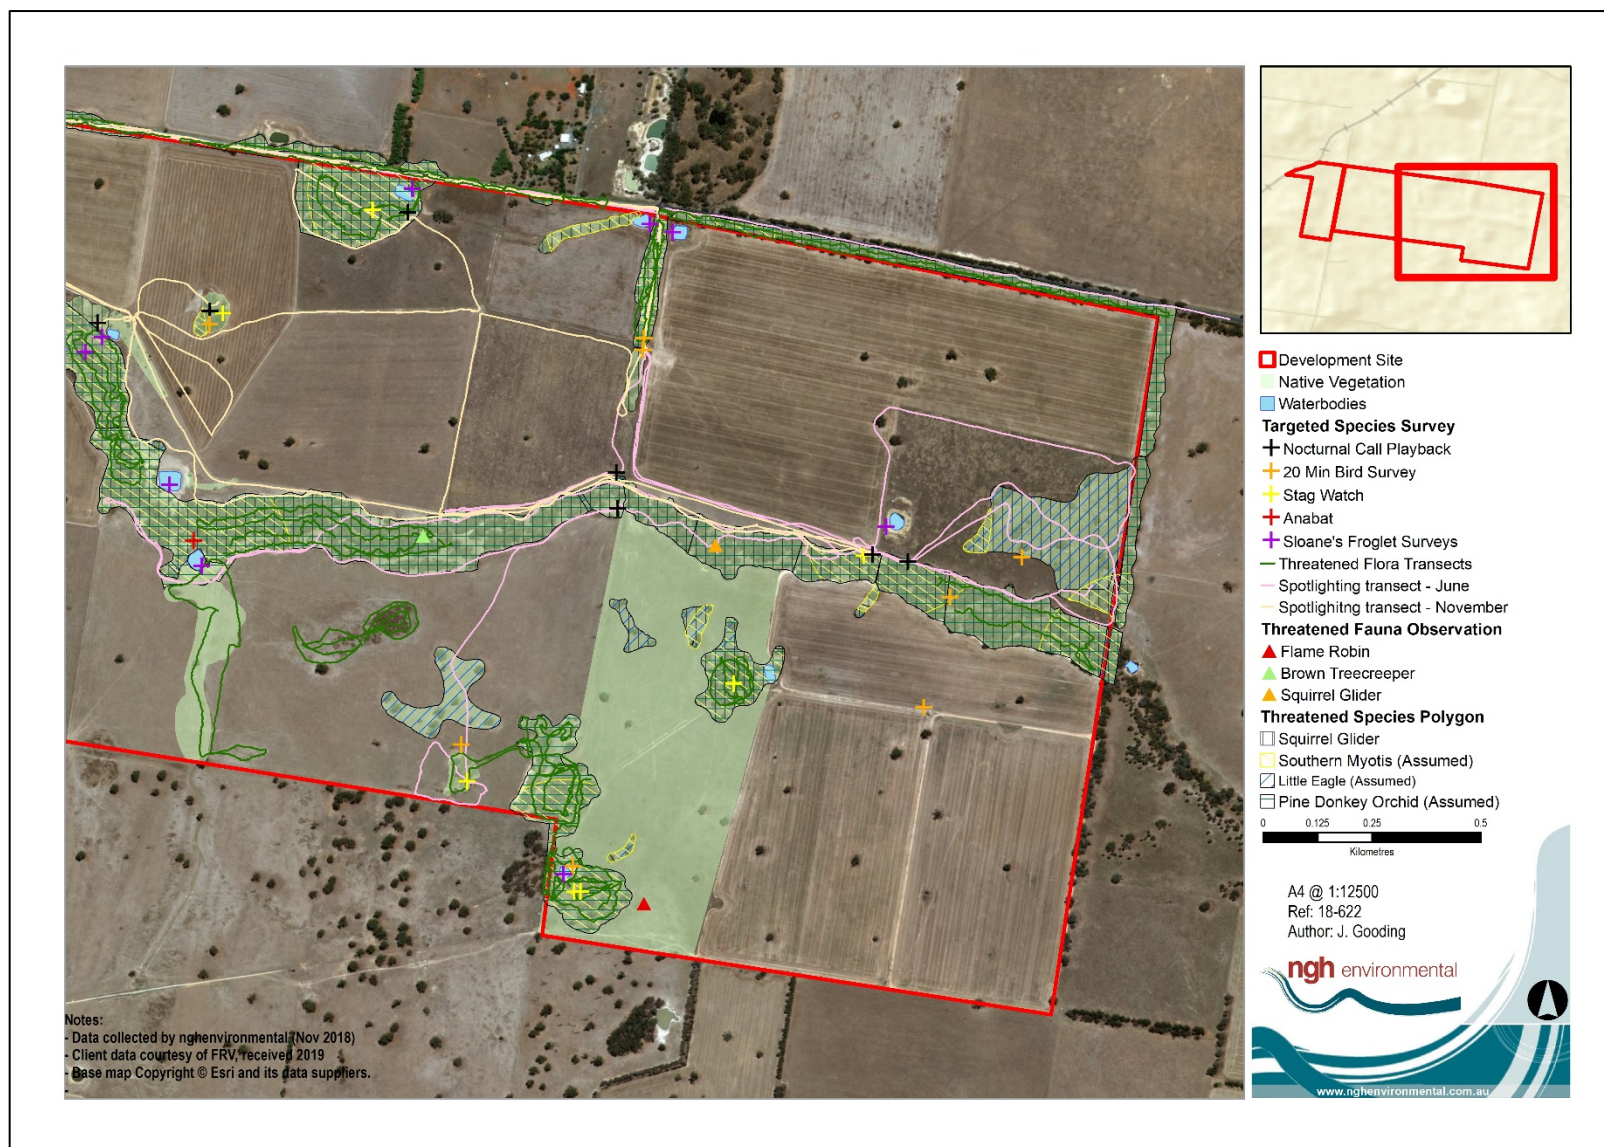 Development Site
Native Vegetation
Waterbodies
Targeted Species Survey
Nocturnal Call Playback
20 Min Bird Survey
Stag Watch
Anabat
Sloane's Froglet Surveys
Threatened Flora Transects
Spotlighting transect - June
Spotlighitng transect - November
Threatened Fauna Observation
Flame Robin
Brown Treecreeper
Squirrel Glider
Threatened Species Polygon
Squirrel Glider
Southern Myotis (Assumed)
Little Eagle (Assumed)
Pine Donkey Orchid (Assumed)
0 0.125 0.25 0.5
Kilometres
A4 @ 1:12500
Ref: 18-622
Author: J. Gooding
ngh environmental
www.nghenvironmental.com.au
Notes:
- Data collected by nghenvironmental (Nov 2018)
- Client data courtesy of FRV, received 2019
- Base map Copyright © Esri and its data suppliers.
-